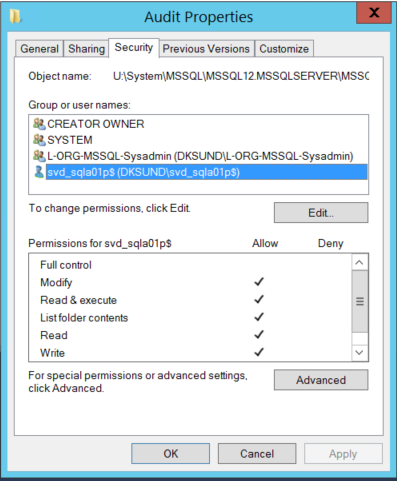 Audit Properties
X
General Sharing Security Previous Versions Customize
Object name: U:\System\MSSQL\MSSQL12.MSSQLSERVER\MSSC
Group or user names:
CREATOR OWNER
SYSTEM
L-ORG-MSSQL-Sysadmin (DKSUND\L-ORG-MSSQL-Sysadmin)
svd_sqla01p$ (DKSUND\svd_sqla01p$)
To change permissions, click Edit.
Edit...
Permissions for svd_sqla01p$ Allow Deny
Full control
Modify
Read & execute
List folder contents
Read
Write
For special permissions or advanced settings,
click Advanced.
Advanced
OK Cancel Apply